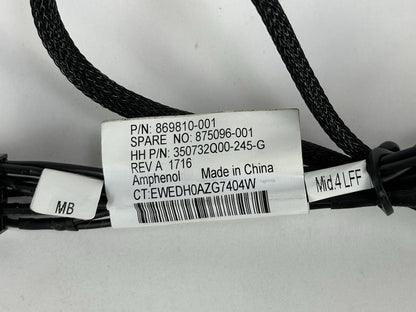 P/N: 869810-001
SPARE NO: 875096-001
HH P/N: 350732Q00-245-G
REV A 1716
Amphenol Made in China
CT:EWEDH0AZG7404W
MB
Mid 4 LFF